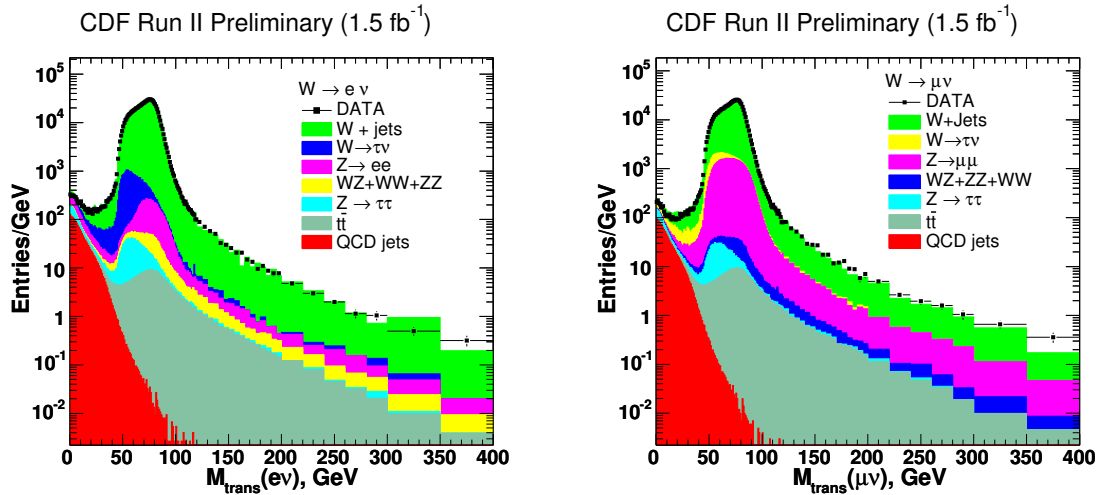 CDF Run II Preliminary (1.5 fb⁻¹)
Entries/GeV
10⁵
10⁴
10³
10²
10
1
10⁻¹
10⁻²
W → e ν
DATA
W + jets
W→τν
Z→ ee
WZ+WW+ZZ
Z → ττ
tt̄
QCD jets
0 50 100 150 200 250 300 350 400
M_trans(eν), GeV
CDF Run II Preliminary (1.5 fb⁻¹)
Entries/GeV
10⁵
10⁴
10³
10²
10
1
10⁻¹
10⁻²
W → μν
DATA
W+Jets
W→τν
Z→μμ
WZ+ZZ+WW
Z → ττ
tt̄
QCD jets
0 50 100 150 200 250 300 350 400
M_trans(μν), GeV